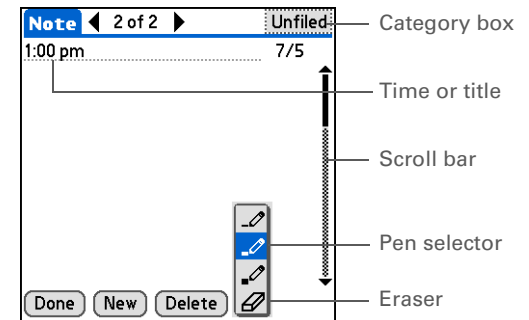 Note 2 of 2 Unfiled Category box
1:00 pm 7/5
Time or title
Scroll bar
Pen selector
Done New Delete Eraser